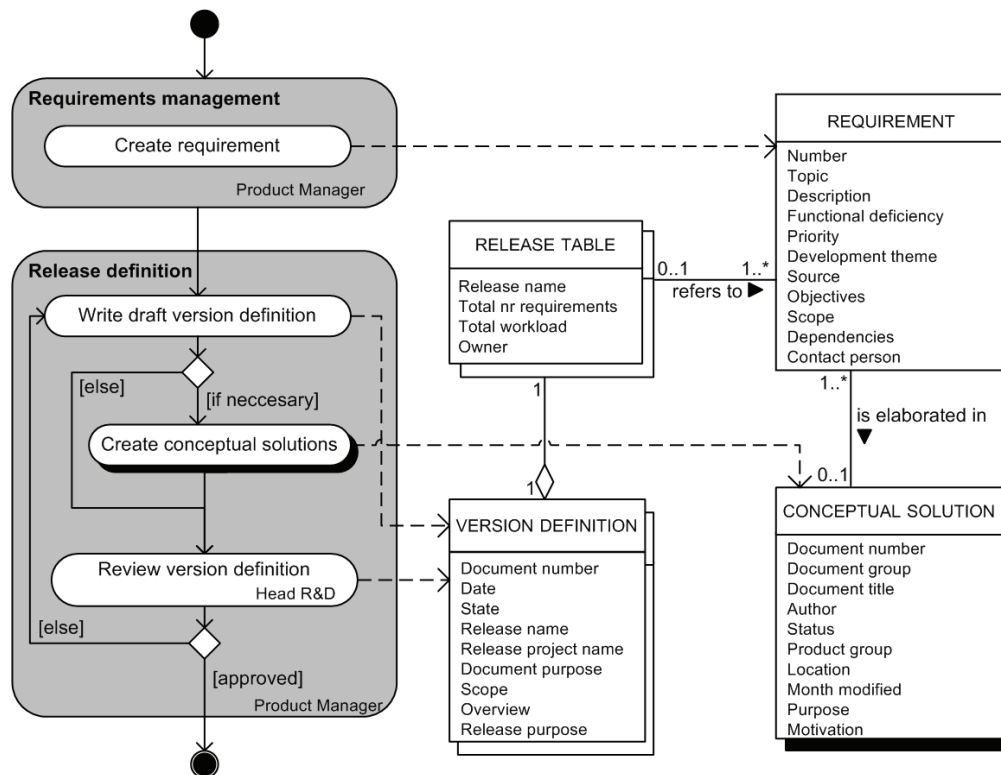 Requirements management
Create requirement
Product Manager
Release definition
Write draft version definition
[else]
[if neccesary]
Create conceptual solutions
Review version definition
Head R&D
[else]
[approved]
Product Manager
RELEASE TABLE
Release name
Total nr requirements
Total workload
Owner
0..1
1..*
refers to
1
1
VERSION DEFINITION
Document number
Date
State
Release name
Release project name
Document purpose
Scope
Overview
Release purpose
REQUIREMENT
Number
Topic
Description
Functional deficiency
Priority
Development theme
Source
Objectives
Scope
Dependencies
Contact person
1..*
is elaborated in
0..1
CONCEPTUAL SOLUTION
Document number
Document group
Document title
Author
Status
Product group
Location
Month modified
Purpose
Motivation